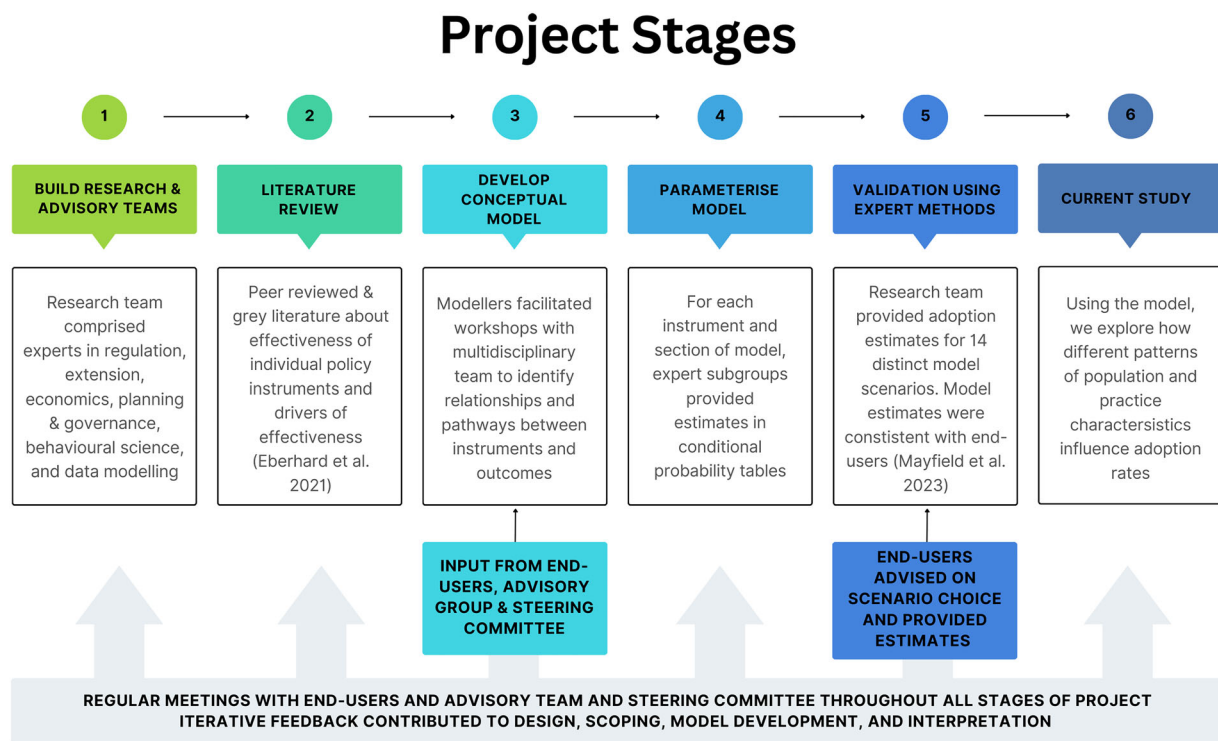 Project Stages
1
2
3
4
5
6
BUILD RESEARCH &
ADVISORY TEAMS
LITERATURE
REVIEW
DEVELOP
CONCEPTUAL
MODEL
PARAMETERISE
MODEL
VALIDATION USING
EXPERT METHODS
CURRENT STUDY
Research team
comprised
experts in regulation,
extension,
economics, planning
& governance,
behavioural science,
and data modelling
Peer reviewed &
grey literature about
effectiveness of
individual policy
instruments and
drivers of
effectiveness
(Eberhard et al.
2021)
Modellers facilitated
workshops with
multidisciplinary
team to identify
relationships and
pathways between
instruments and
outcomes
For each
instrument and
section of model,
expert subgroups
provided
estimates in
conditional
probability tables
Research team
provided adoption
estimates for 14
distinct model
scenarios. Model
estimates were
constistent with end-
users (Mayfield et al.
2023)
Using the model,
we explore how
different patterns
of population and
practice
charactersistics
influence adoption
rates
INPUT FROM END-
USERS, ADVISORY
GROUP & STEERING
COMMITTEE
END-USERS
ADVISED ON
SCENARIO CHOICE
AND PROVIDED
ESTIMATES
REGULAR MEETINGS WITH END-USERS AND ADVISORY TEAM AND STEERING COMMITTEE THROUGHOUT ALL STAGES OF PROJECT
ITERATIVE FEEDBACK CONTRIBUTED TO DESIGN, SCOPING, MODEL DEVELOPMENT, AND INTERPRETATION